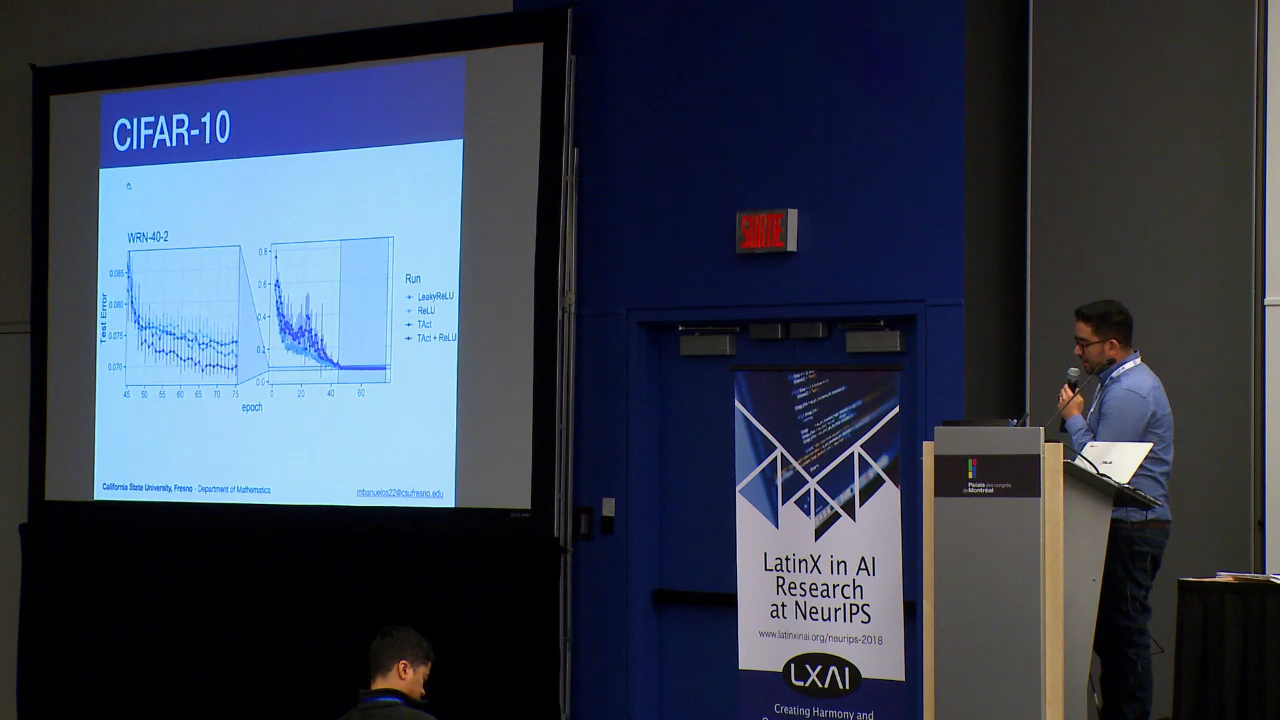 CIFAR-10
WRN-40-2
Test Error
0.085
0.080
0.075
0.070
45 50 55 60 65 70 75
0.8
0.6
0.4
0.2
0.0
0 20 40 60
epoch
Run
LeakyReLU
ReLU
TAct
TAct + ReLU
California State University, Fresno - Department of Mathematics
mbanuelos22@csufresno.edu
SORTIE
LatinX in AI
Research
at NeurIPS
www.latinxinai.org/neurips-2018
LXAI
Creating Harmony and
Palais des congrès
de Montréal
ASUS